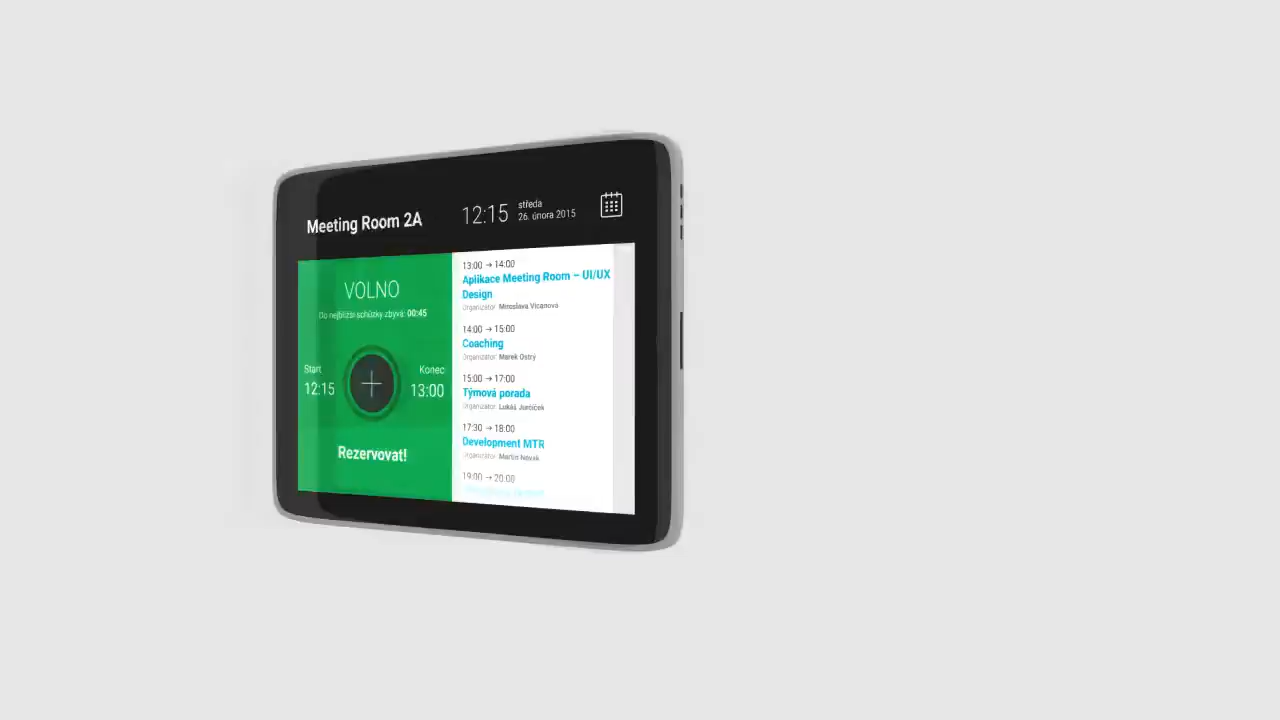 Meeting Room 2A
12:15
středa
26. února 2015
VOLNO
Do nejbližší schůzky zbývá: 00:45
Start
12:15
Konec
13:00
Rezervovat!
13:00 → 14:00
Aplikace Meeting Room – UI/UX
Design
Organizátor: Miroslava Vicanova
14:00 → 15:00
Coaching
Organizátor: Marek Ostrý
15:00 → 17:00
Týmová porada
Organizátor: Lukáš Jurčíček
17:30 → 18:00
Development MTR
Organizátor: Martin Novak
19:00 → 20:00